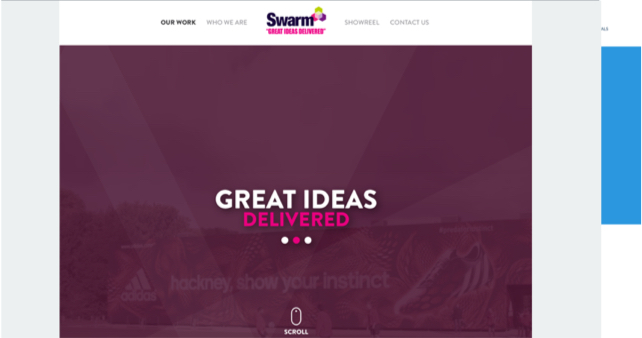 OUR WORK WHO WE ARE Swarm SHOWREEL CONTACT US
"GREAT IDEAS DELIVERED"
ALS
GREAT IDEAS
DELIVERED
hackney, show your instinct
adidas
SCROLL